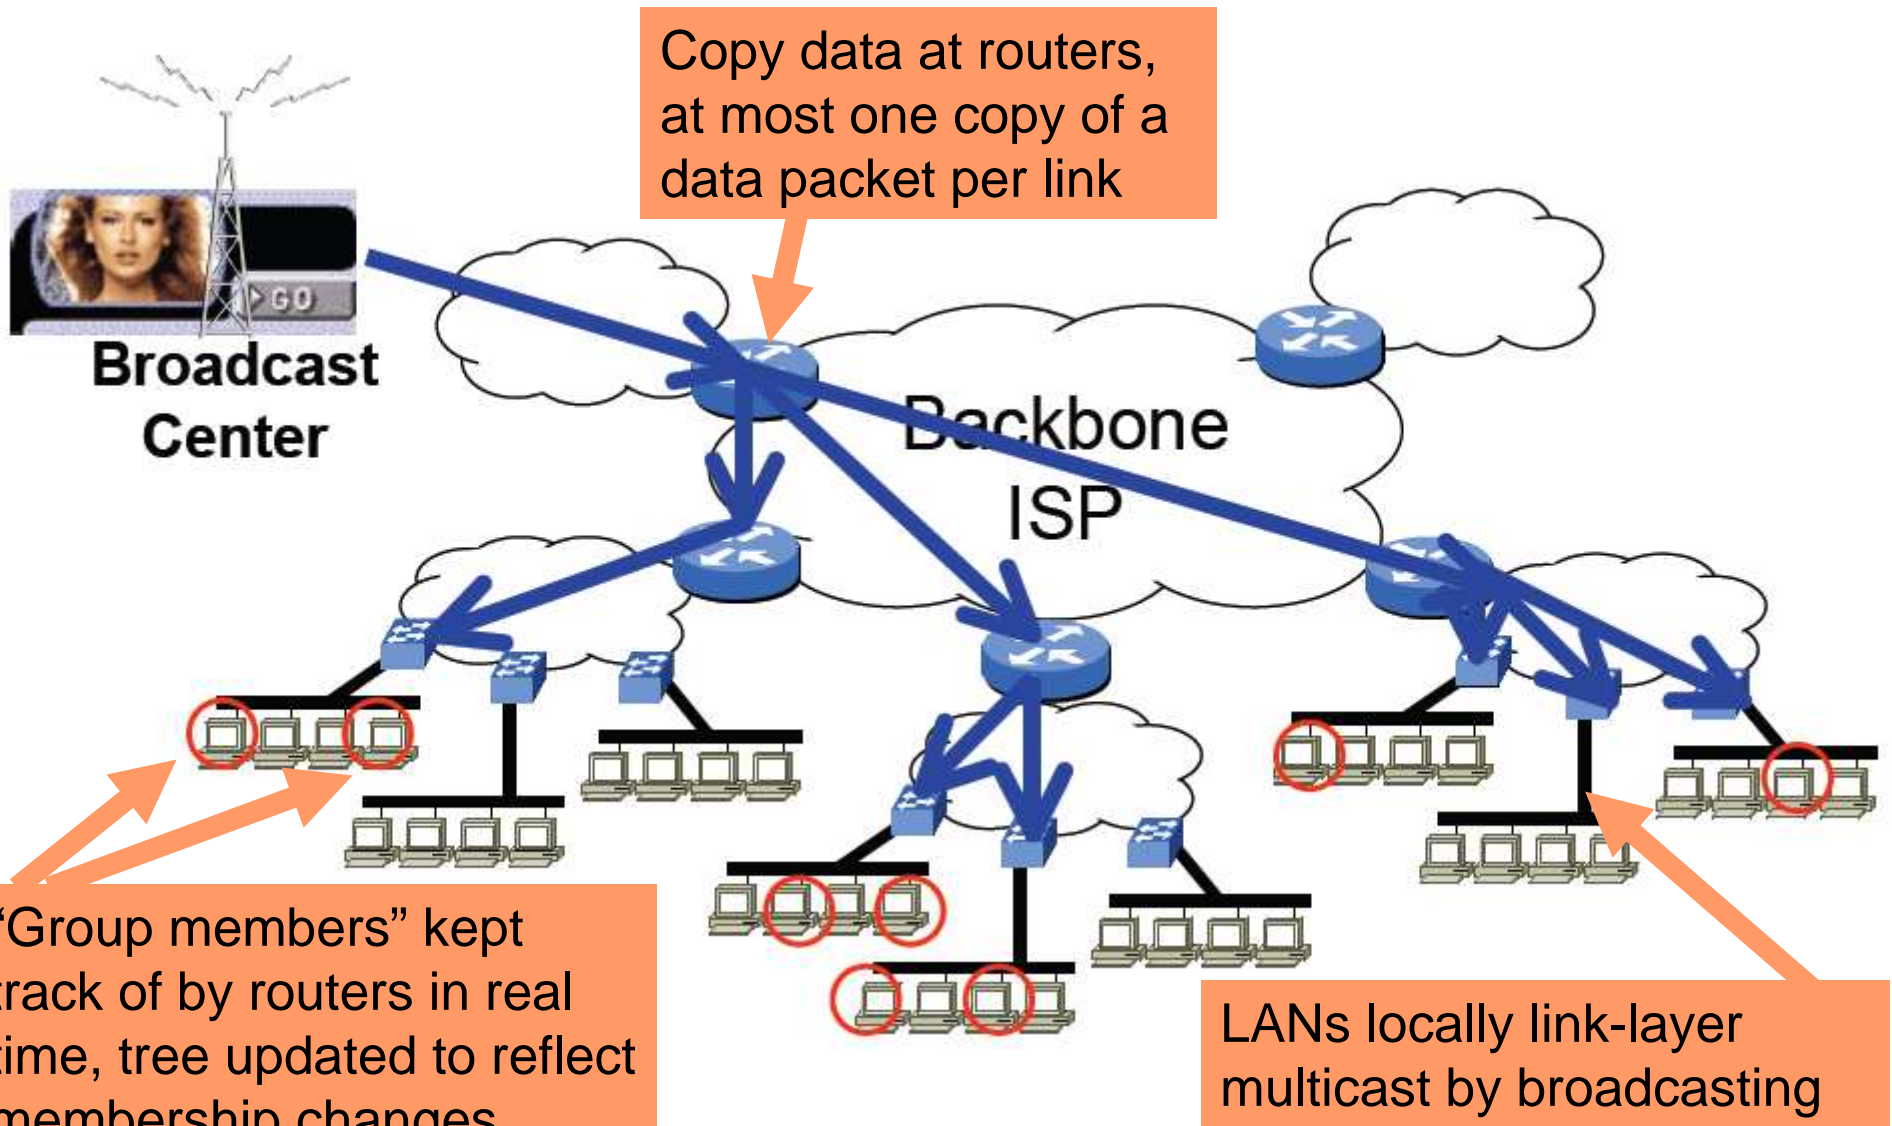 Copy data at routers,
at most one copy of a
data packet per link
GO
Broadcast
Center
Backbone
ISP
“Group members” kept
track of by routers in real
time, tree updated to reflect
membership changes
LANs locally link-layer
multicast by broadcasting